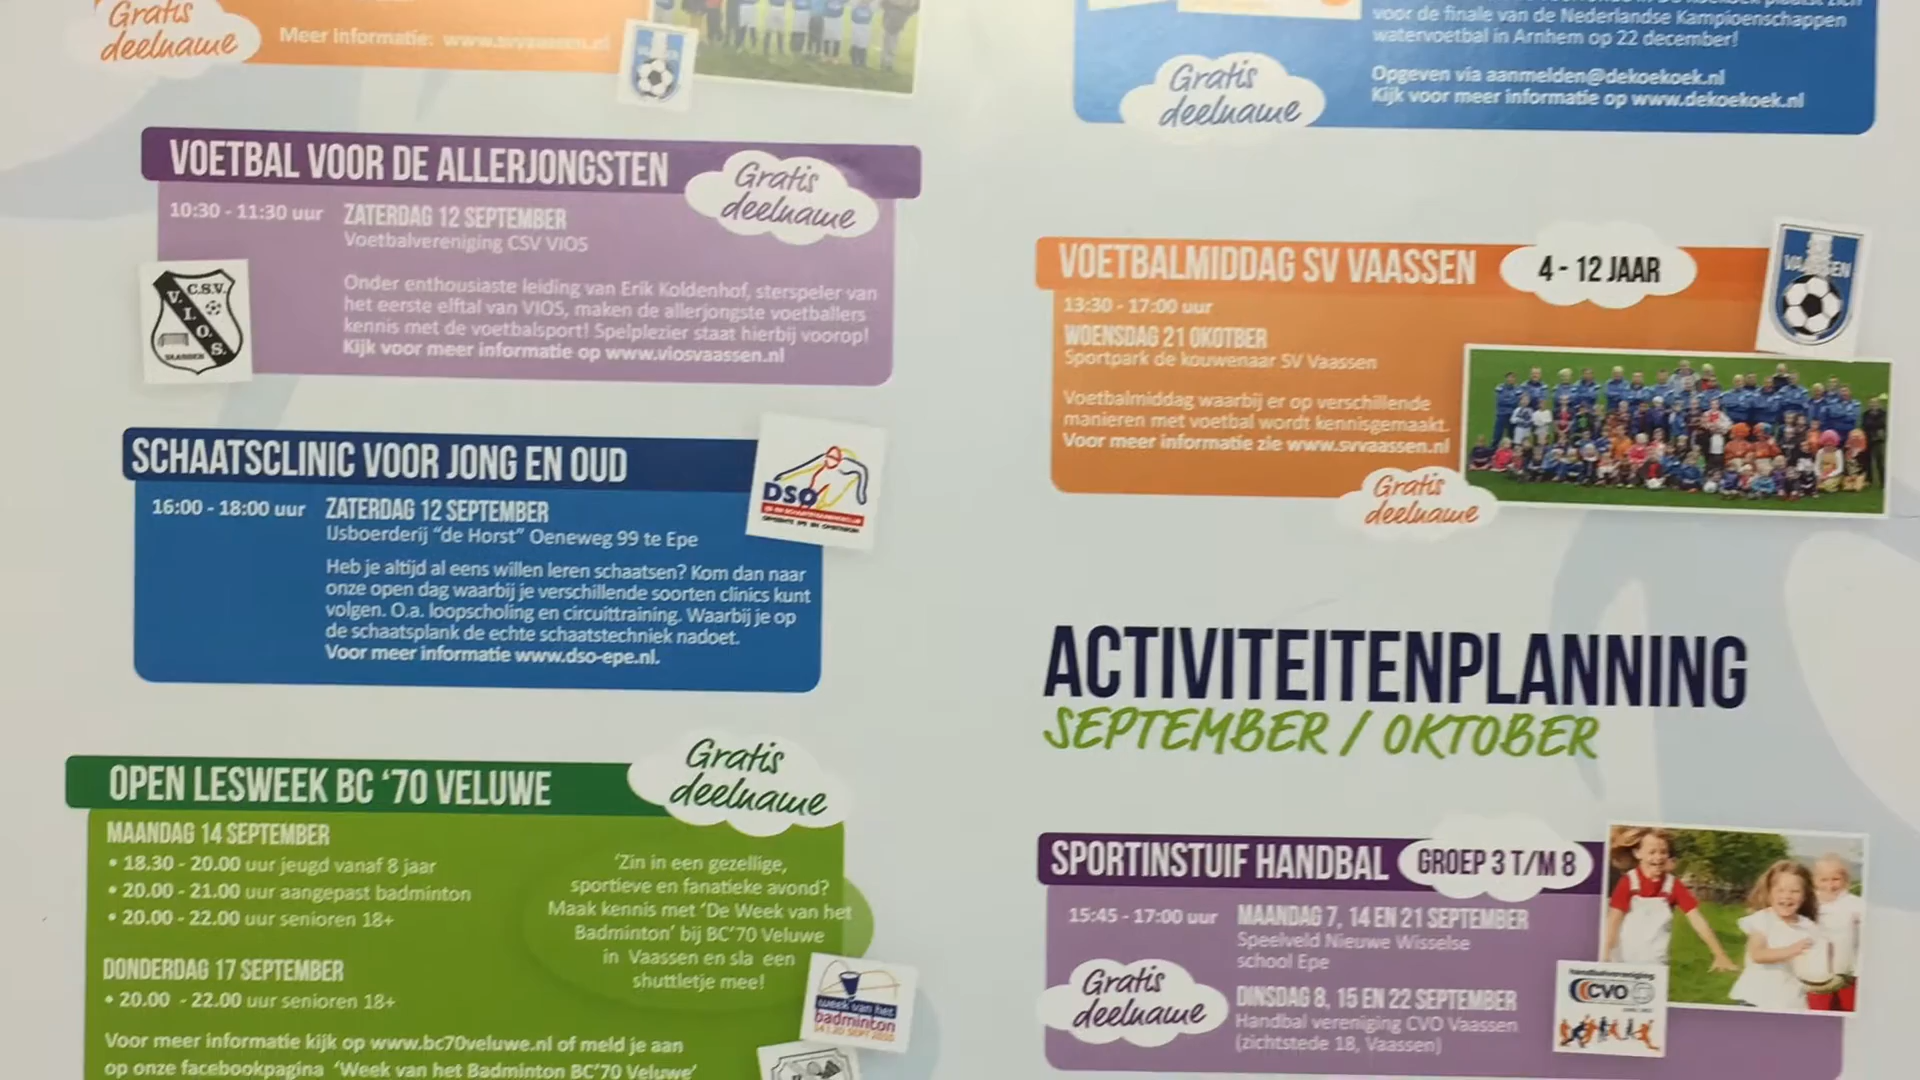 Gratis
deelname
Meer informatie: www.svvaassen.nl
VOETBAL VOOR DE ALLERJONGSTEN
Gratis
deelname
10:30 - 11:30 uur
ZATERDAG 12 SEPTEMBER
Voetbalvereniging CSV VIOS
Onder enthousiaste leiding van Erik Koldenhof, sterspeler van
het eerste elftal van VIOS, maken de allerjongste voetballers
kennis met de voetbalsport! Spelplezier staat hierbij voorop!
Kijk voor meer informatie op www.viosvaassen.nl
C.S.V.
V.
I.
O.
S.
VAASSEN
SCHAATSCLINIC VOOR JONG EN OUD
16:00 - 18:00 uur
ZATERDAG 12 SEPTEMBER
IJsboerderij "de Horst" Oeneweg 99 te Epe
Heb je altijd al eens willen leren schaatsen? Kom dan naar
onze open dag waarbij je verschillende soorten clinics kunt
volgen. O.a. loopscholing en circuittraining. Waarbij je op
de schaatsplank de echte schaatstechniek nadoet.
Voor meer informatie www.dso-epe.nl.
DSO
OPEN LESWEEK BC '70 VELUWE
Gratis
deelname
MAANDAG 14 SEPTEMBER
• 18.30 - 20.00 uur jeugd vanaf 8 jaar
• 20.00 - 21.00 uur aangepast badminton
• 20.00 - 22.00 uur senioren 18+
DONDERDAG 17 SEPTEMBER
• 20.00 - 22.00 uur senioren 18+
Voor meer informatie kijk op www.bc70veluwe.nl of meld je aan
op onze facebookpagina 'Week van het Badminton BC'70 Veluwe'
'Zin in een gezellige,
sportieve en fanatieke avond?
Maak kennis met 'De Week van het
Badminton' bij BC'70 Veluwe
in Vaassen en sla een
shuttletje mee!
week van het
badminton
voor de finale van de Nederlandse Kampioenschappen
watervoetbal in Arnhem op 22 december!
Opgeven via aanmelden@dekoekoek.nl
Kijk voor meer informatie op www.dekoekoek.nl
Gratis
deelname
VOETBALMIDDAG SV VAASSEN
4 - 12 JAAR
SV
VAASSEN
13:30 - 17:00 uur
WOENSDAG 21 OKOTBER
Sportpark de kouwenaar SV Vaassen
Voetbalmiddag waarbij er op verschillende
manieren met voetbal wordt kennisgemaakt.
Voor meer informatie zie www.svvaassen.nl
Gratis
deelname
ACTIVITEITENPLANNING
SEPTEMBER / OKTOBER
SPORTINSTUIF HANDBAL
GROEP 3 T/M 8
15:45 - 17:00 uur
MAANDAG 7, 14 EN 21 SEPTEMBER
Speelveld Nieuwe Wisselse
school Epe
DINSDAG 8, 15 EN 22 SEPTEMBER
Handbal vereniging CVO Vaassen
(zichtstede 18, Vaassen)
Gratis
deelname
handbalvereniging
CVO